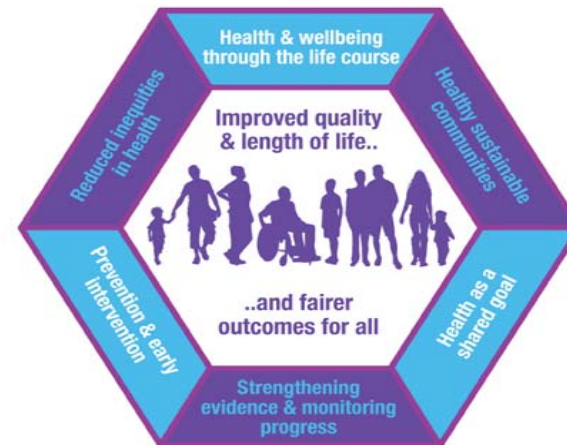 Health & wellbeing
through the life course
Healthy sustainable
communities
Health as a
shared goal
Strengthening
evidence & monitoring
progress
Prevention & early
intervention
Reduced inequities
in health
Improved quality
& length of life..
..and fairer
outcomes for all